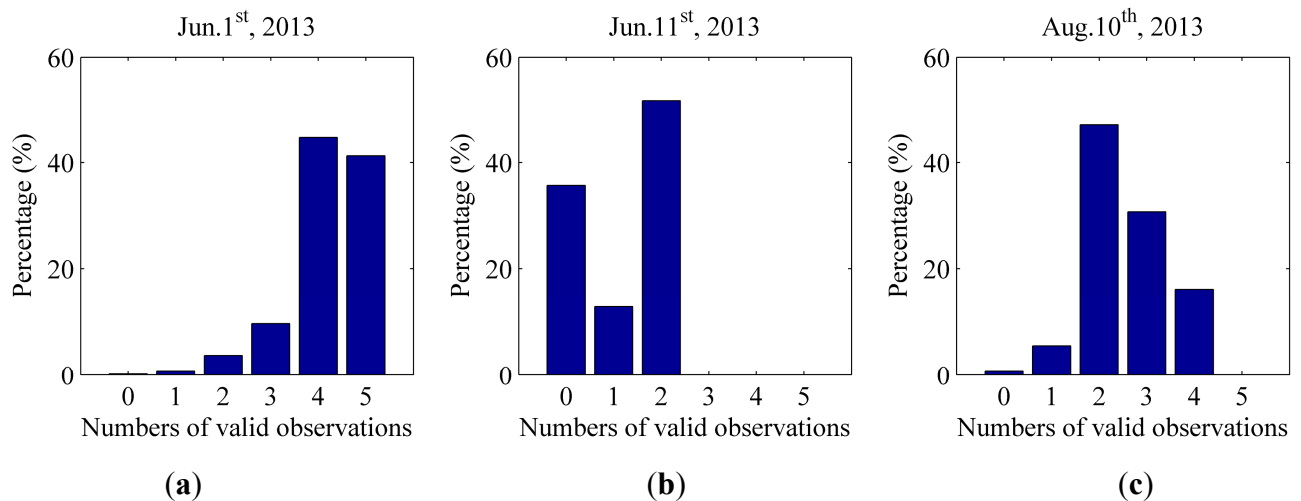 Jun.1st, 2013
60
40
20
0
Percentage (%)
0 1 2 3 4 5
Numbers of valid observations
(a)
Jun.11st, 2013
60
40
20
0
Percentage (%)
0 1 2 3 4 5
Numbers of valid observations
(b)
Aug.10th, 2013
60
40
20
0
Percentage (%)
0 1 2 3 4 5
Numbers of valid observations
(c)